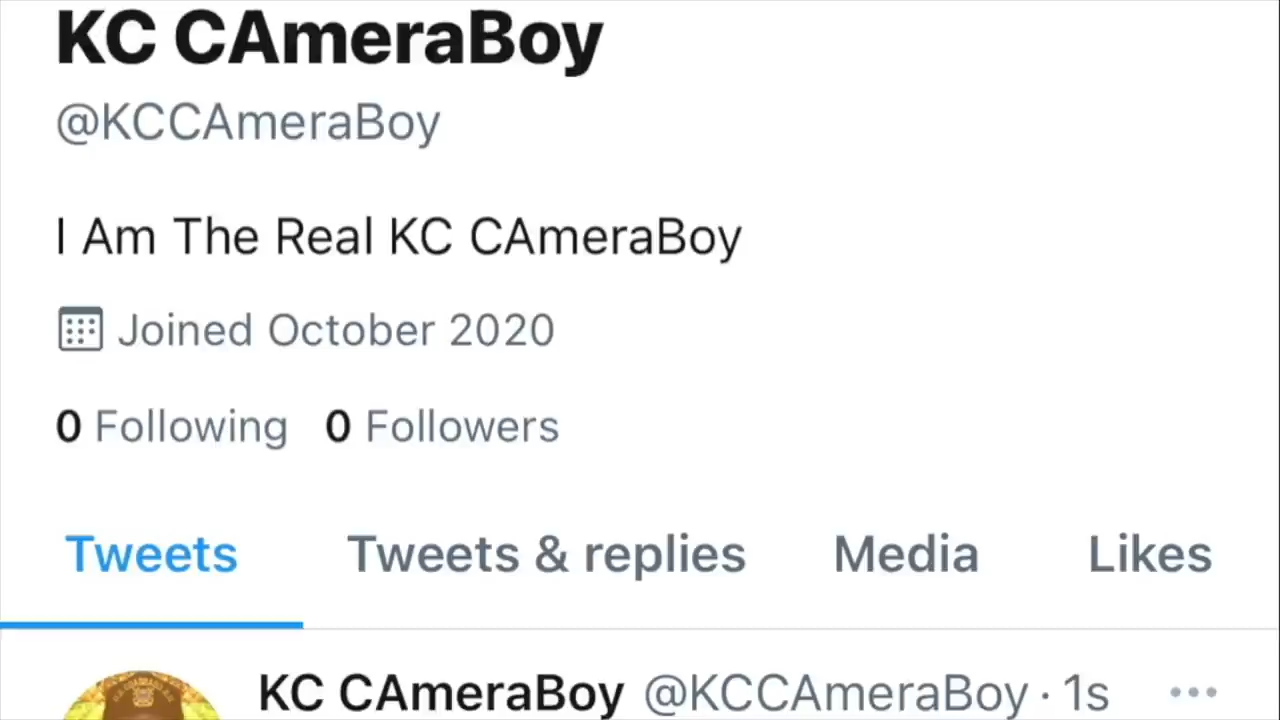 KC CAmeraBoy
@KCCAmeraBoy
I Am The Real KC CAmeraBoy
Joined October 2020
0 Following 0 Followers
Tweets Tweets & replies Media Likes
KC CAmeraBoy @KCCAmeraBoy · 1s